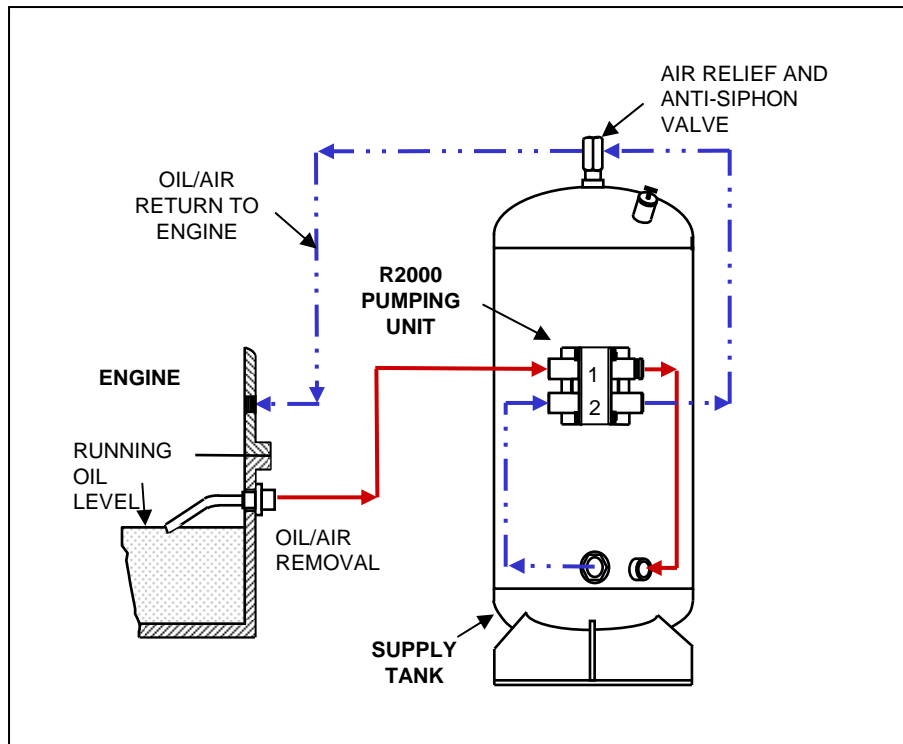 AIR RELIEF AND
ANTI-SIPHON
VALVE
OIL/AIR
RETURN TO
ENGINE
R2000
PUMPING
UNIT
1
2
ENGINE
RUNNING
OIL
LEVEL
OIL/AIR
REMOVAL
SUPPLY
TANK